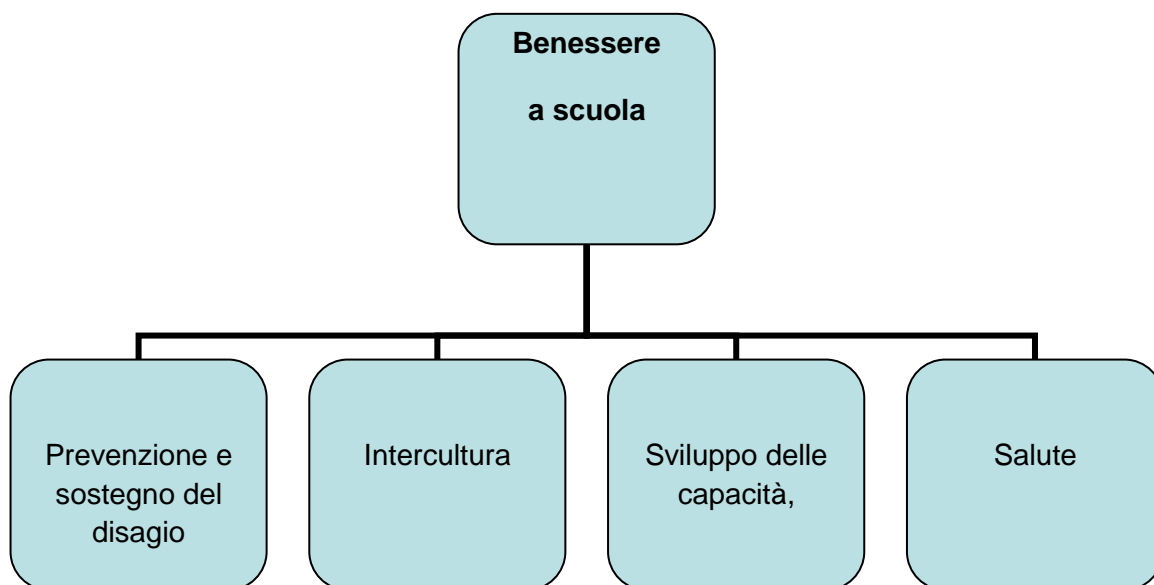 Benessere
a scuola
Prevenzione e
sostegno del
disagio
Intercultura
Sviluppo delle
capacità,
Salute